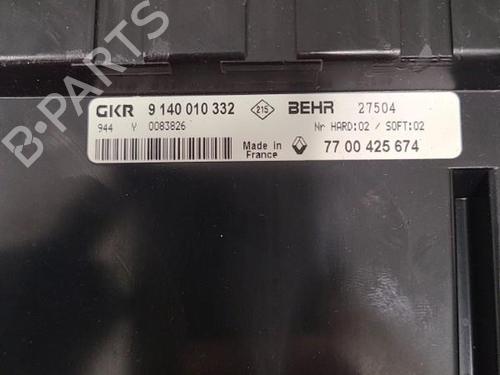 GKR 9 140 010 332 215 BEHR 27504
944 Y 0083826 Nr HARD:02 / SOFT:02
Made in France 77 00 425 674
B-PARTS